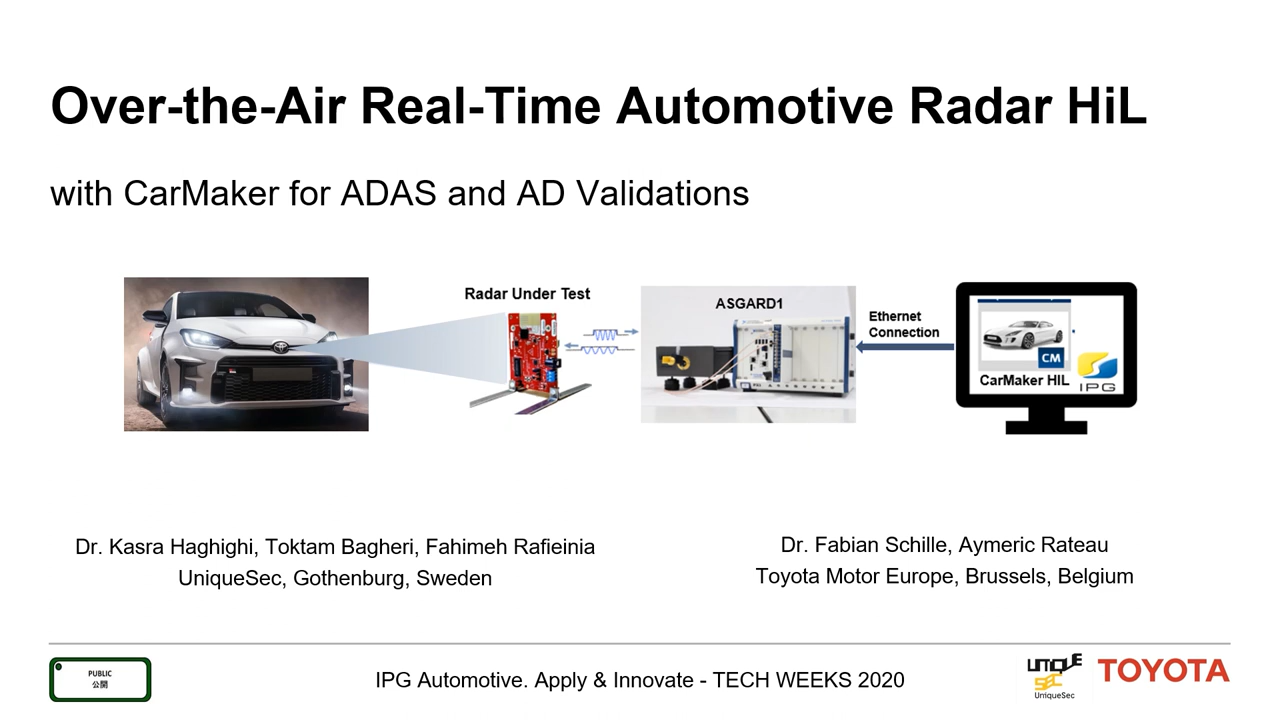 Over-the-Air Real-Time Automotive Radar HiL
with CarMaker for ADAS and AD Validations
Radar Under Test
ASGARD1
Ethernet
Connection
CM
CarMaker HIL
IPG
Dr. Kasra Haghighi, Toktam Bagheri, Fahimeh Rafieinia
UniqueSec, Gothenburg, Sweden
Dr. Fabian Schille, Aymeric Rateau
Toyota Motor Europe, Brussels, Belgium
PUBLIC
公開
IPG Automotive. Apply & Innovate - TECH WEEKS 2020
UNIQUE
SEC
UniqueSec
TOYOTA